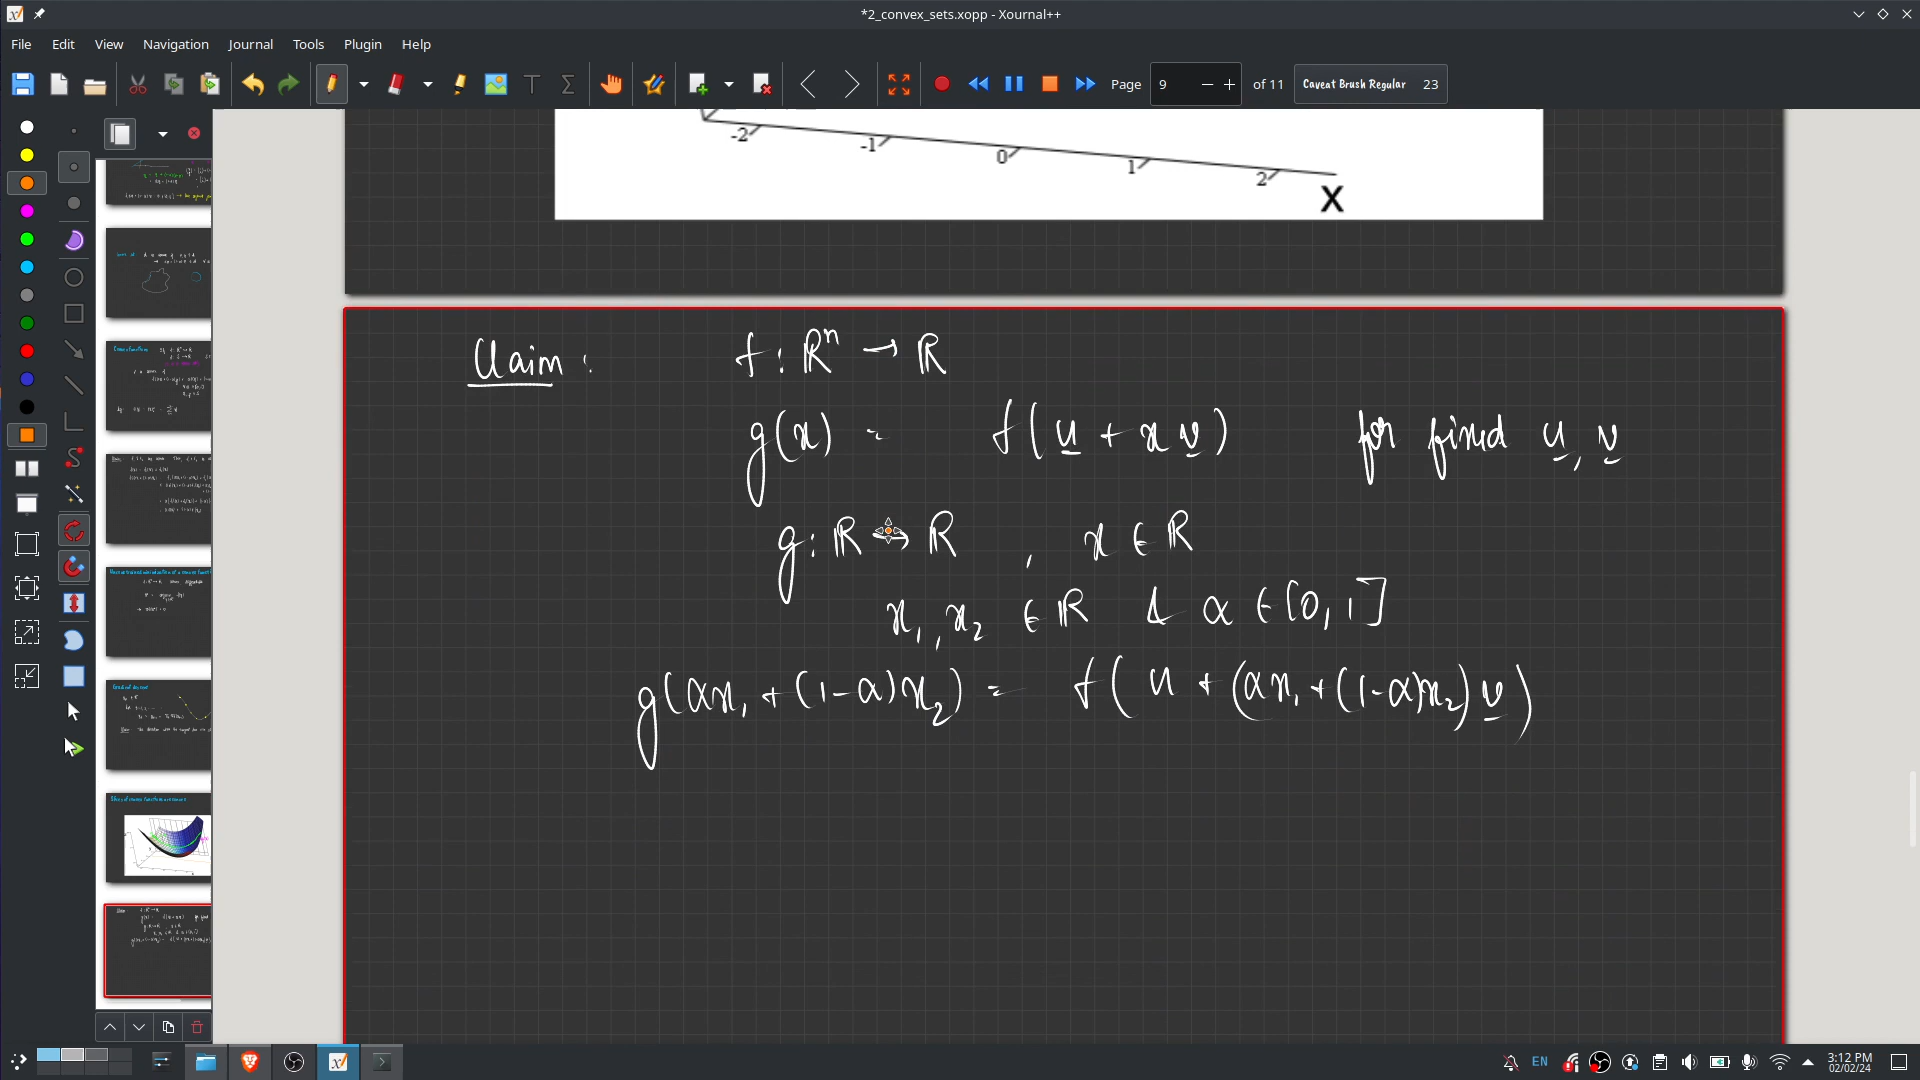 *2_convex_sets.xopp - Xournal++
File Edit View Navigation Journal Tools Plugin Help
Page 9 of 11 Caveat Brush Regular 23
-2 -1 0 1 2
X
Claim : f : ℝⁿ → ℝ
g(x) = f(u + x v) for fixed u, v
g : ℝ → ℝ , x ∈ ℝ
x₁, x₂ ∈ ℝ & α ∈ [0, 1]
g(αx₁ + (1-α)x₂) = f( u + (αx₁ + (1-α)x₂) v )
EN 3:12 PM
02/02/24